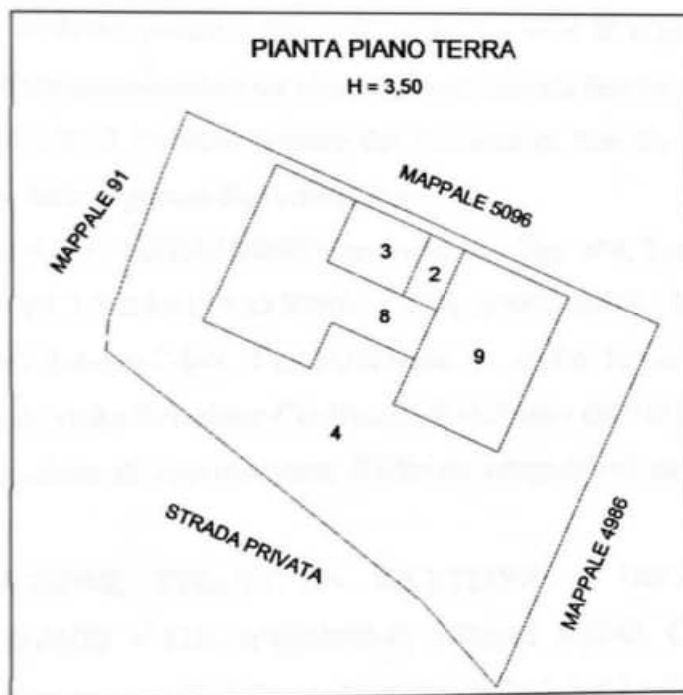 PIANTA PIANO TERRA
H = 3,50
MAPPALE 91
MAPPALE 5096
3
2
8
9
4
STRADA PRIVATA
MAPPALE 4986